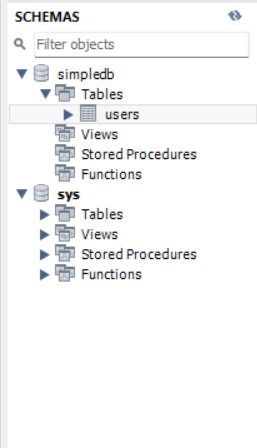 SCHEMAS
Filter objects
simpledb
Tables
users
Views
Stored Procedures
Functions
sys
Tables
Views
Stored Procedures
Functions